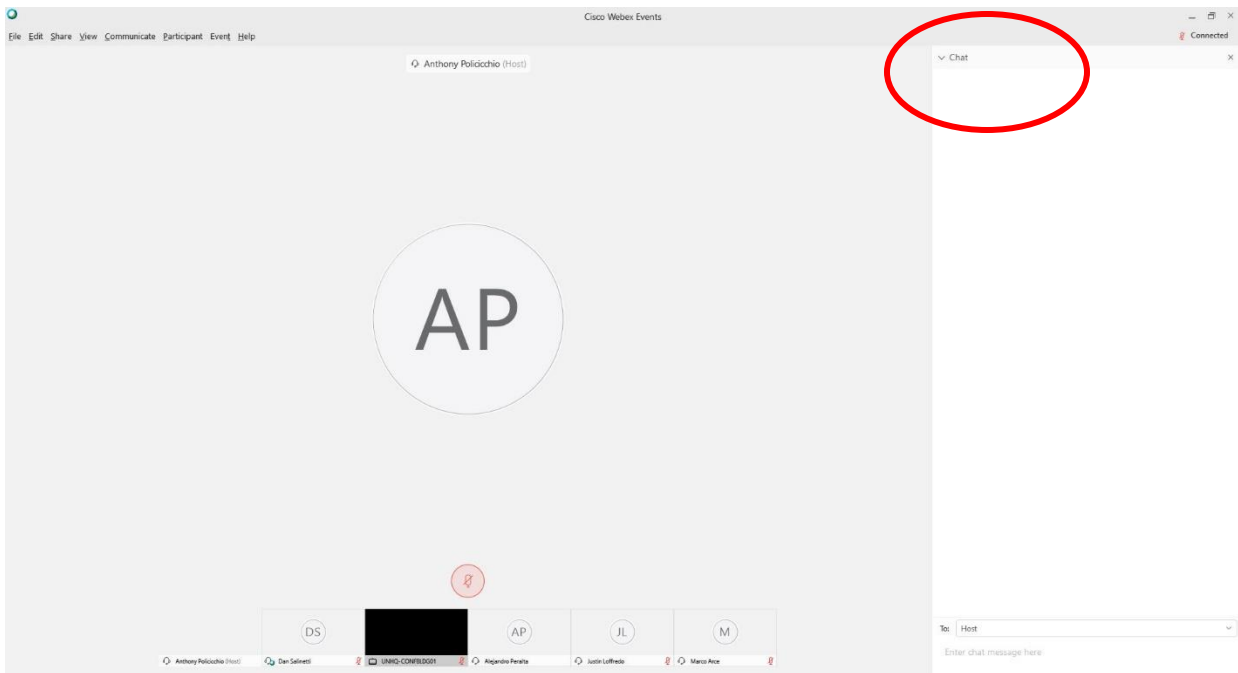 Cisco Webex Events
File Edit Share View Communicate Participant Event Help
Connected
Anthony Policicchio (Host)
Chat
AP
DS
AP
JL
M
Anthony Policicchio (Host)
Dan Salinetti
UNHQ-CONFBLDG01
Alejandro Peralta
Justin Loffredo
Marco Arce
To: Host
Enter chat message here